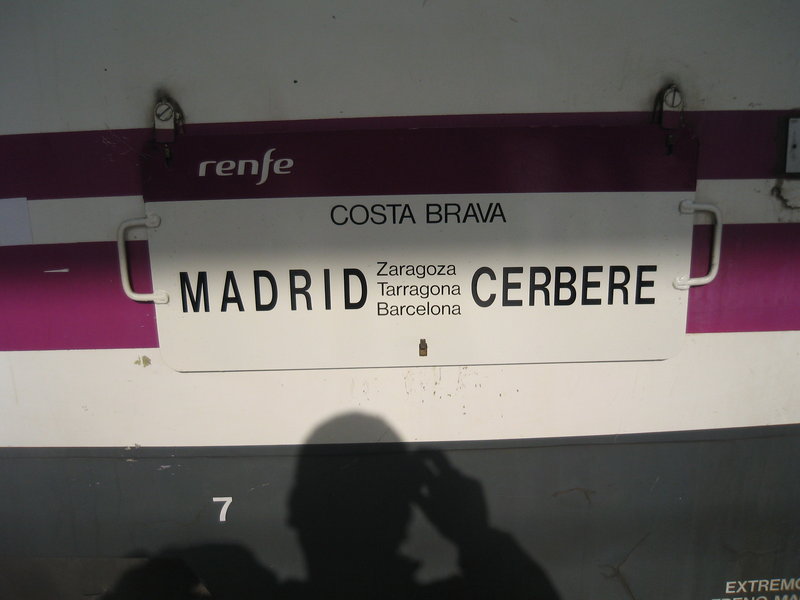 renfe
COSTA BRAVA
MADRID
Zaragoza
Tarragona
Barcelona
CERBERE
7
EXTREMO